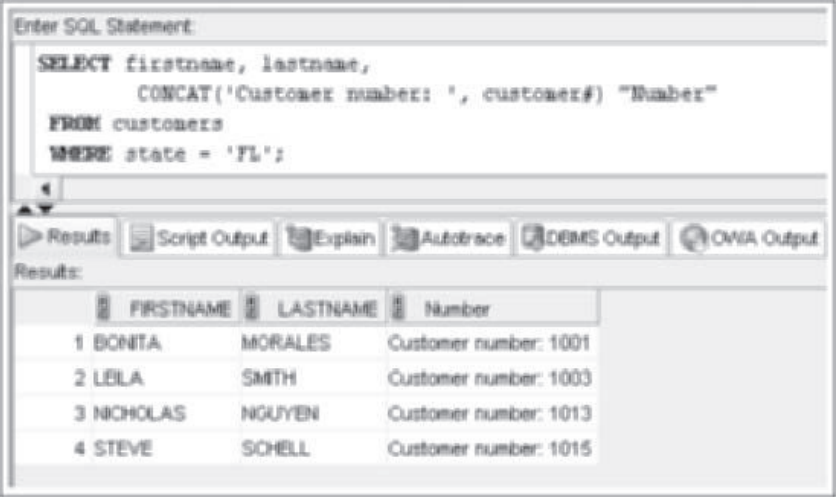 Enter SQL Statement:
SELECT firstname, lastname,
CONCAT('Customer number: ', customer#) "Number"
FROM customers
WHERE state = 'FL';
Results Script Output Explain Autotrace DBMS Output OWA Output
Results:
FIRSTNAME LASTNAME Number
1 BONITA MORALES Customer number: 1001
2 LEILA SMITH Customer number: 1003
3 NICHOLAS NGUYEN Customer number: 1013
4 STEVE SCHELL Customer number: 1015